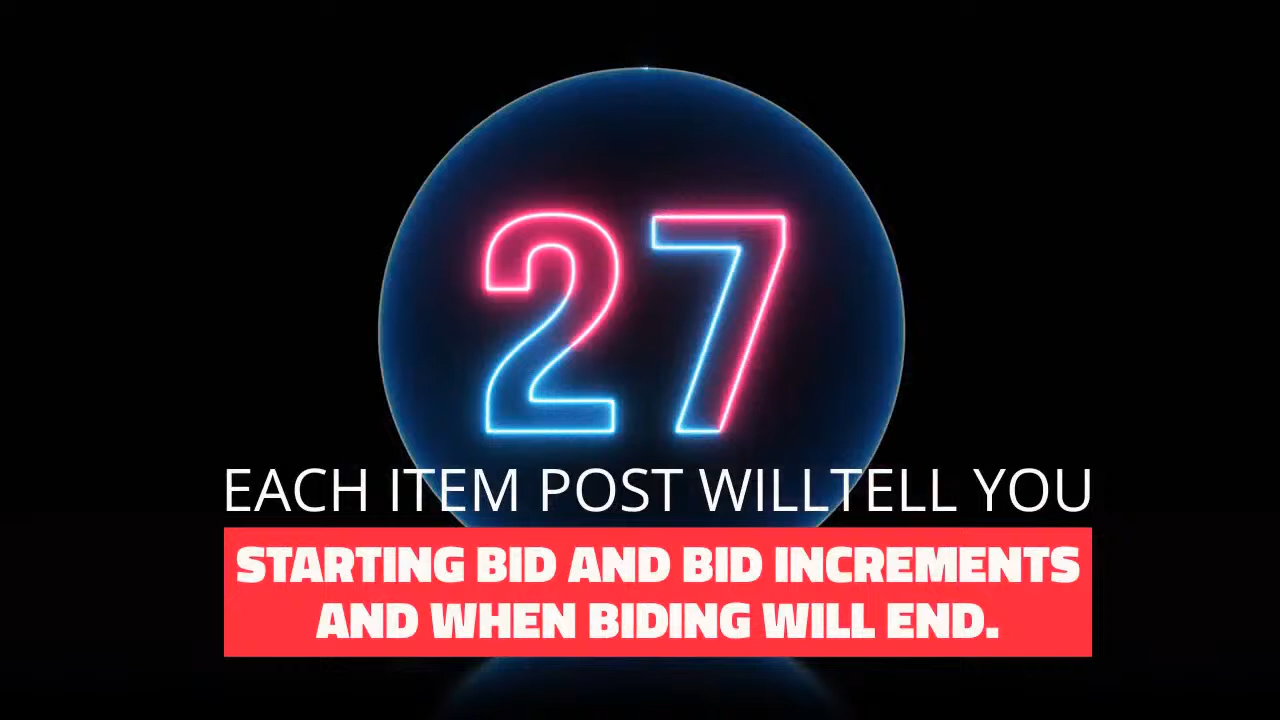 27
EACH ITEM POST WILLTELL YOU
STARTING BID AND BID INCREMENTS
AND WHEN BIDING WILL END.